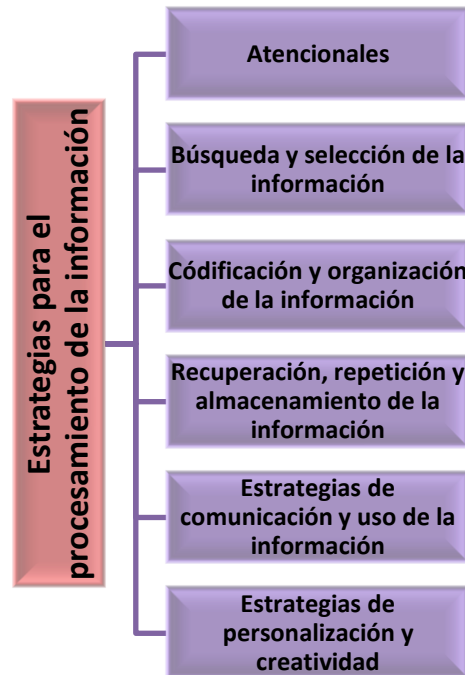 Estrategias para el
procesamiento de la información
Atencionales
Búsqueda y selección de la
información
Códificación y organización
de la información
Recuperación, repetición y
almacenamiento de la
información
Estrategias de
comunicación y uso de la
información
Estrategias de
personalización y
creatividad